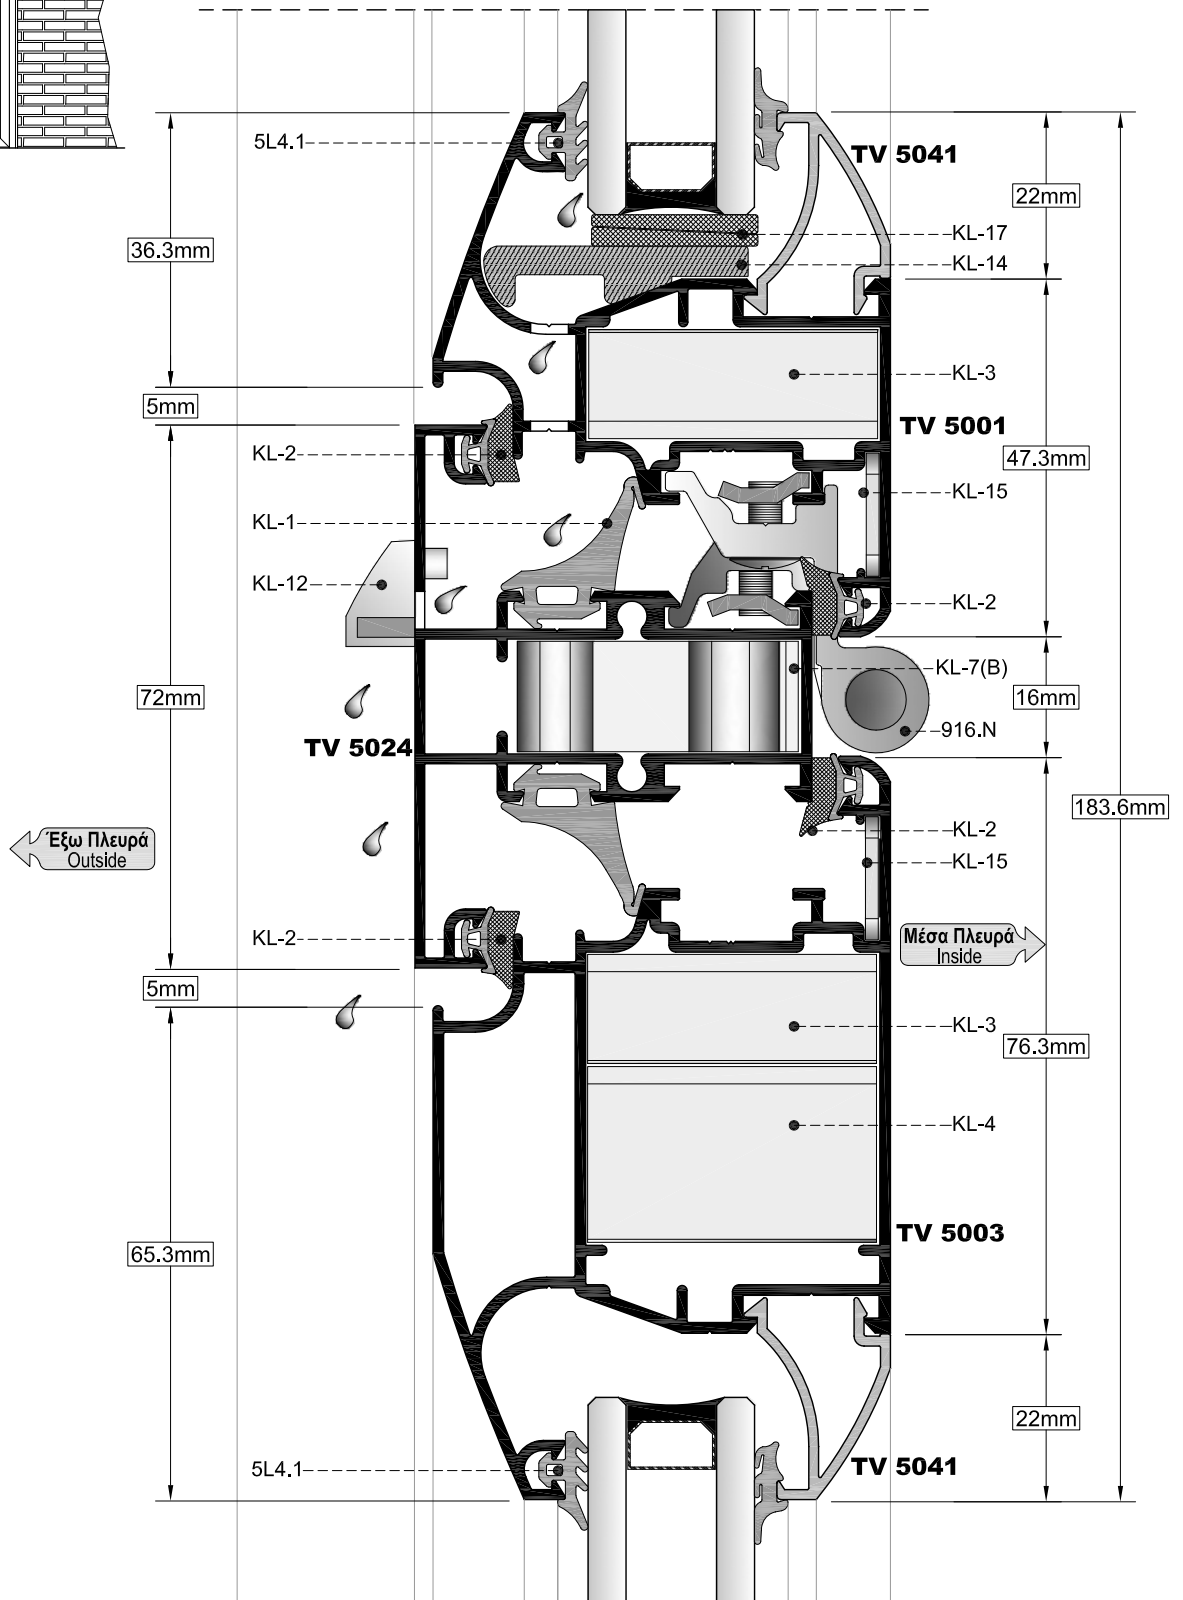 5L4.1
TV 5041
22mm
KL-17
36.3mm
KL-14
KL-3
5mm
TV 5001
KL-2
47.3mm
KL-15
KL-1
KL-12
KL-2
KL-7(B)
72mm
16mm
916.N
TV 5024
183.6mm
KL-2
Έξω Πλευρά
Outside
KL-15
KL-2
Μέσα Πλευρά
Inside
5mm
KL-3
76.3mm
KL-4
TV 5003
65.3mm
22mm
5L4.1
TV 5041